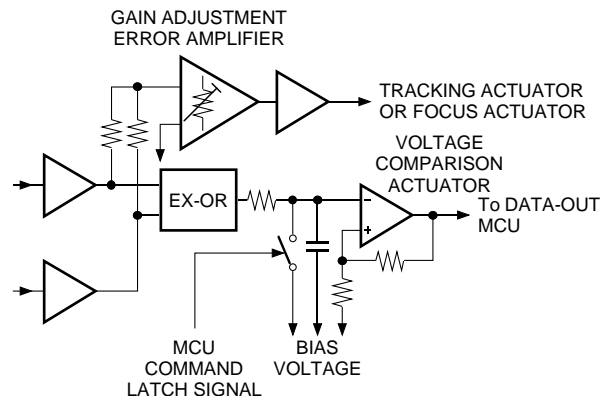 GAIN ADJUSTMENT
ERROR AMPLIFIER
TRACKING ACTUATOR
OR FOCUS ACTUATOR
VOLTAGE
COMPARISON
ACTUATOR
EX-OR
−
+
To DATA-OUT
MCU
MCU
COMMAND
LATCH SIGNAL
BIAS
VOLTAGE